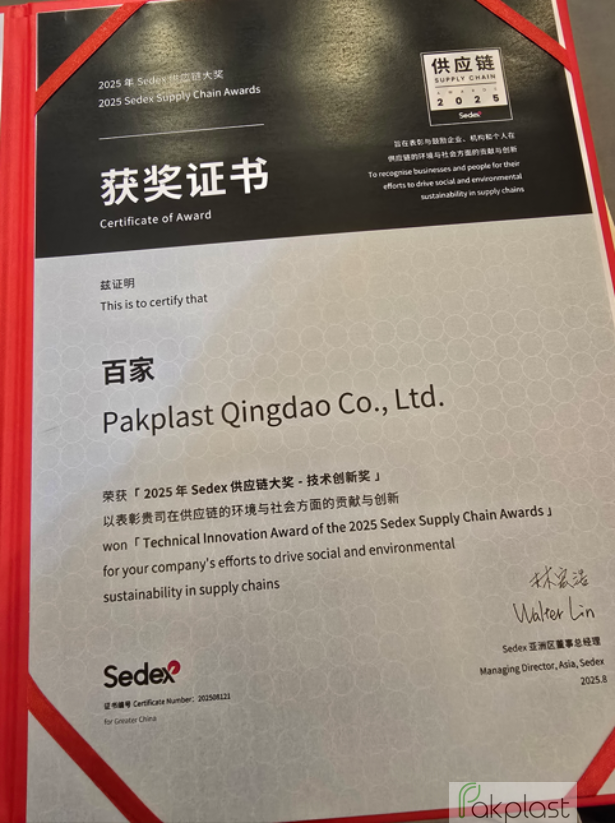 2025 年 Sedex 供应链大奖
2025 Sedex Supply Chain Awards
供应链
SUPPLY CHAIN
AWARDS
2025
Sedex
旨在表彰与鼓励企业、机构和个人在
供应链的环境与社会方面的贡献与创新
To recognise businesses and people for their
efforts to drive social and environmental
sustainability in supply chains
获奖证书
Certificate of Award
兹证明
This is to certify that
百家
Pakplast Qingdao Co., Ltd.
荣获「 2025 年 Sedex 供应链大奖 - 技术创新奖 」
以表彰贵司在供应链的环境与社会方面的贡献与创新
won「 Technical Innovation Award of the 2025 Sedex Supply Chain Awards 」
for your company's efforts to drive social and environmental
sustainability in supply chains
Walter Lin
Sedex 亚洲区董事总经理
Managing Director, Asia, Sedex
2025.8
Sedex
证书编号 Certificate Number: 202508121
for Greater China
Pakplast